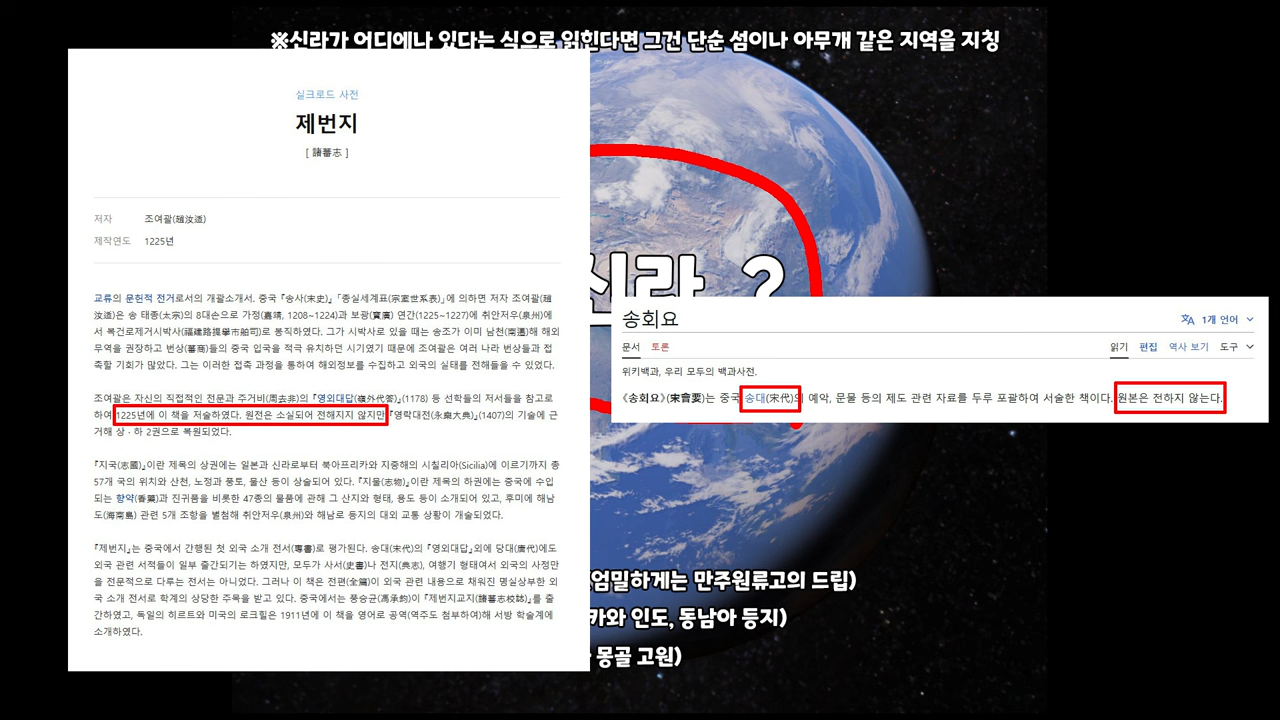 ※신라가 어디에나 있다는 식으로 읽힌다면 그건 단순 섬이나 아무개 같은 지역을 지칭
실크로드 사전
제번지
[ 諸蕃志 ]
저자 조여괄(趙汝适)
제작연도 1225년
교류의 문헌적 전거로서의 개괄소개서. 중국 『송사(宋史)』 「종실세계표(宗室世系表)」에 의하면 저자 조여괄(趙
汝适)은 송 태종(太宗)의 8대손으로 가정(嘉靖, 1208~1224)과 보광(寶廣) 연간(1225~1227)에 취안저우(泉州)에
서 복건로제거시박사(福建路提擧市舶司)로 봉직하였다. 그가 시박사로 있을 때는 송조가 이미 남천(南遷)해 해외
무역을 권장하고 번상(蕃商)들의 중국 입국을 적극 유치하던 시기였기 때문에 조여괄은 여러 나라 번상들과 접
촉할 기회가 많았다. 그는 이러한 접촉 과정을 통하여 해외정보를 수집하고 외국의 실태를 전해들을 수 있었다.
조여괄은 자신의 직접적인 전문과 주거비(周去非)의 『영외대답(嶺外代答)』(1178) 등 선학들의 저서들을 참고로
하여 1225년에 이 책을 저술하였다. 원전은 소실되어 전해지지 않지만 『영락대전(永樂大典)』(1407)의 기술에 근
거해 상 · 하 2권으로 복원되었다.
『지국(志國)』이란 제목의 상권에는 일본과 신라로부터 북아프리카와 지중해의 시칠리아(Sicilia)에 이르기까지 총
57개 국의 위치와 산천, 노정과 풍토, 물산 등이 상술되어 있다. 『지물(志物)』이란 제목의 하권에는 중국에 수입
되는 향약(香藥)과 진귀품을 비롯한 47종의 물품에 관해 그 산지와 형태, 용도 등이 소개되어 있고, 후미에 해남
도(海南島) 관련 5개 조항을 별첨해 취안저우(泉州)와 해남로 등지의 대외 교통 상황이 개술되었다.
『제번지』는 중국에서 간행된 첫 외국 소개 전서(專書)로 평가된다. 송대(宋代)의 『영외대답』외에 당대(唐代)에도
외국 관련 서적들이 일부 출간되기는 하였지만, 모두가 사서(史書)나 전지(典志), 여행기 형태여서 외국의 사정만
을 전문적으로 다루는 전서는 아니었다. 그러나 이 책은 전편(全篇)이 외국 관련 내용으로 채워진 명실상부한 외
국 소개 전서로 학계의 상당한 주목을 받고 있다. 중국에서는 풍승균(馮承鈞)이 『제번지교지(諸蕃志校誌)』를 출
간하였고, 독일의 히르트와 미국의 로크힐은 1911년에 이 책을 영어로 공역(역주도 첨부하여)해 서방 학술계에
소개하였다.
신라 ?
송회요
1개 언어
문서 토론 읽기 편집 역사 보기 도구
위키백과, 우리 모두의 백과사전.
《송회요》(宋會要)는 중국 송대(宋代)의 예악, 문물 등의 제도 관련 자료를 두루 포괄하여 서술한 책이다. 원본은 전하지 않는다.
(엄밀하게는 만주원류고의 드립)
카와 인도, 동남아 등지)
몽골 고원)